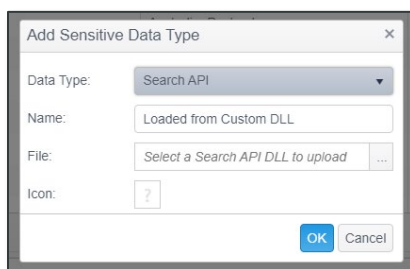 Add Sensitive Data Type ×
Data Type: Search API
Name: Loaded from Custom DLL
File: Select a Search API DLL to upload ...
Icon: ?
OK Cancel